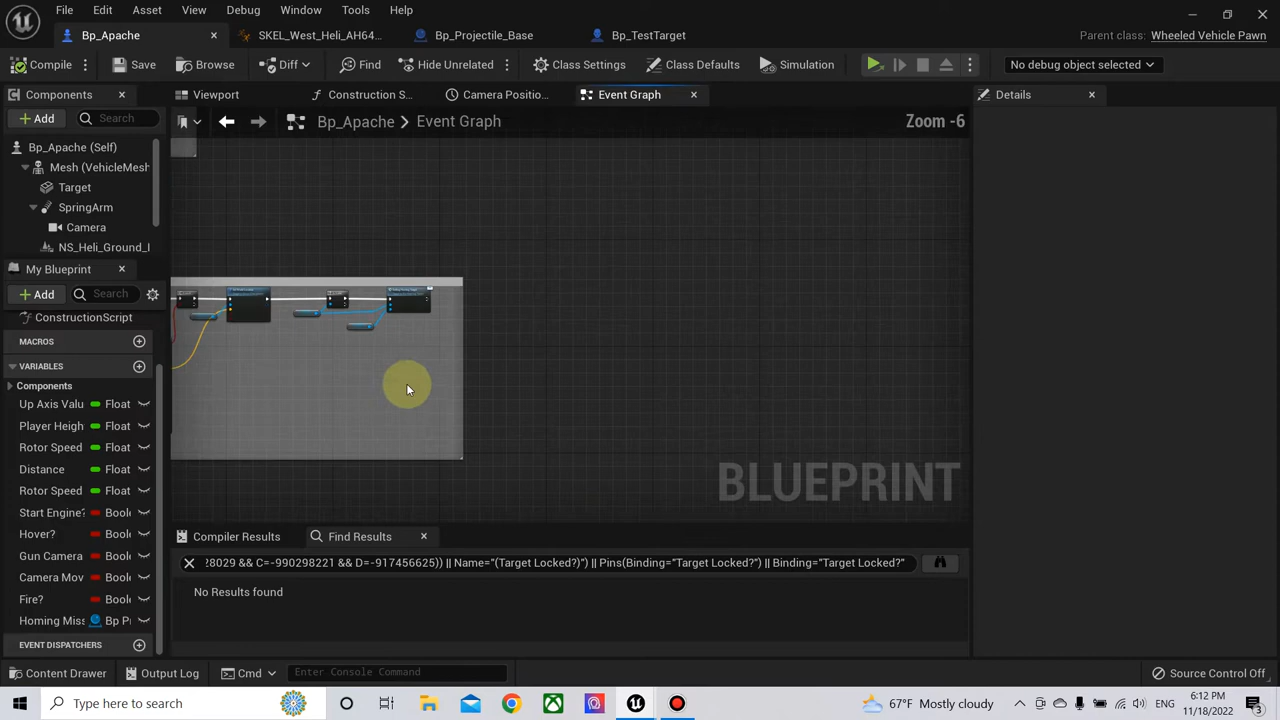 File Edit Asset View Debug Window Tools Help
Bp_Apache SKEL_West_Heli_AH64... Bp_Projectile_Base Bp_TestTarget Parent class: Wheeled Vehicle Pawn
Compile Save Browse Diff Find Hide Unrelated Class Settings Class Defaults Simulation No debug object selected
Components Viewport Construction S... Camera Positio... Event Graph Details
Add Search Bp_Apache > Event Graph Zoom -6
Bp_Apache (Self)
Mesh (VehicleMesh
Target
SpringArm
Camera
NS_Heli_Ground_I
My Blueprint
Add Search
ConstructionScript
MACROS
VARIABLES
Components
Up Axis Valu Float
Player Heigh Float
Rotor Speed Float
Distance Float
Rotor Speed Float
Start Engine? Boole
Hover? Boole
Gun Camera Boole
Camera Mov Boole
Fire? Boole
Homing Miss Bp Pr
EVENT DISPATCHERS
BLUEPRINT
Compiler Results Find Results
28029 && C=-990298221 && D=-917456625)) || Name="(Target Locked?)") || Pins(Binding="Target Locked?") || Binding="Target Locked?"
No Results found
Content Drawer Output Log Cmd Enter Console Command Source Control Off
Type here to search 67°F Mostly cloudy ENG 6:12 PM 11/18/2022 3